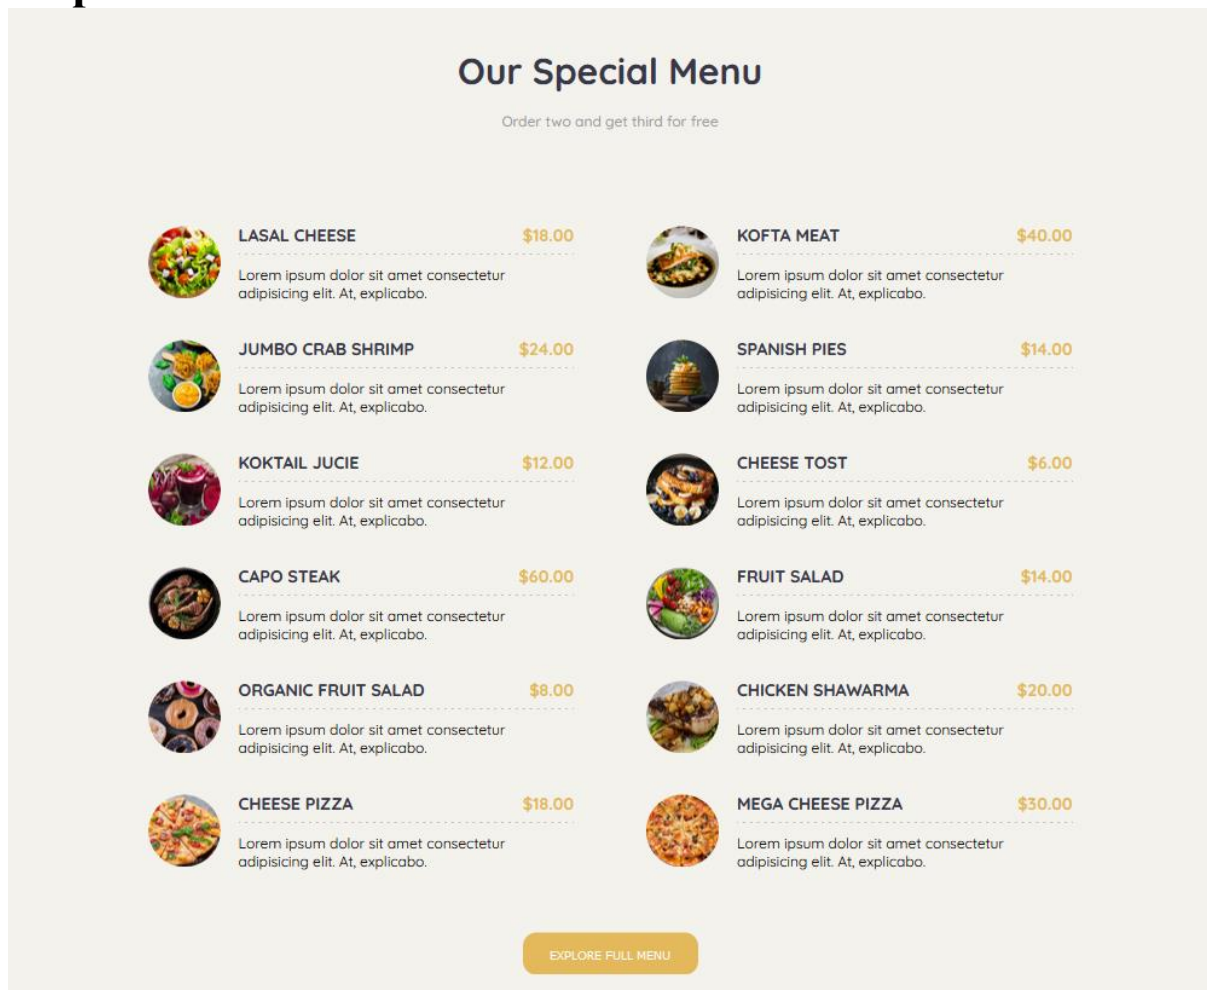 Our Special Menu
Order two and get third for free
LASAL CHEESE $18.00
Lorem ipsum dolor sit amet consectetur
adipisicing elit. At, explicabo.
JUMBO CRAB SHRIMP $24.00
Lorem ipsum dolor sit amet consectetur
adipisicing elit. At, explicabo.
KOKTAIL JUCIE $12.00
Lorem ipsum dolor sit amet consectetur
adipisicing elit. At, explicabo.
CAPO STEAK $60.00
Lorem ipsum dolor sit amet consectetur
adipisicing elit. At, explicabo.
ORGANIC FRUIT SALAD $8.00
Lorem ipsum dolor sit amet consectetur
adipisicing elit. At, explicabo.
CHEESE PIZZA $18.00
Lorem ipsum dolor sit amet consectetur
adipisicing elit. At, explicabo.
KOFTA MEAT $40.00
Lorem ipsum dolor sit amet consectetur
adipisicing elit. At, explicabo.
SPANISH PIES $14.00
Lorem ipsum dolor sit amet consectetur
adipisicing elit. At, explicabo.
CHEESE TOST $6.00
Lorem ipsum dolor sit amet consectetur
adipisicing elit. At, explicabo.
FRUIT SALAD $14.00
Lorem ipsum dolor sit amet consectetur
adipisicing elit. At, explicabo.
CHICKEN SHAWARMA $20.00
Lorem ipsum dolor sit amet consectetur
adipisicing elit. At, explicabo.
MEGA CHEESE PIZZA $30.00
Lorem ipsum dolor sit amet consectetur
adipisicing elit. At, explicabo.
EXPLORE FULL MENU